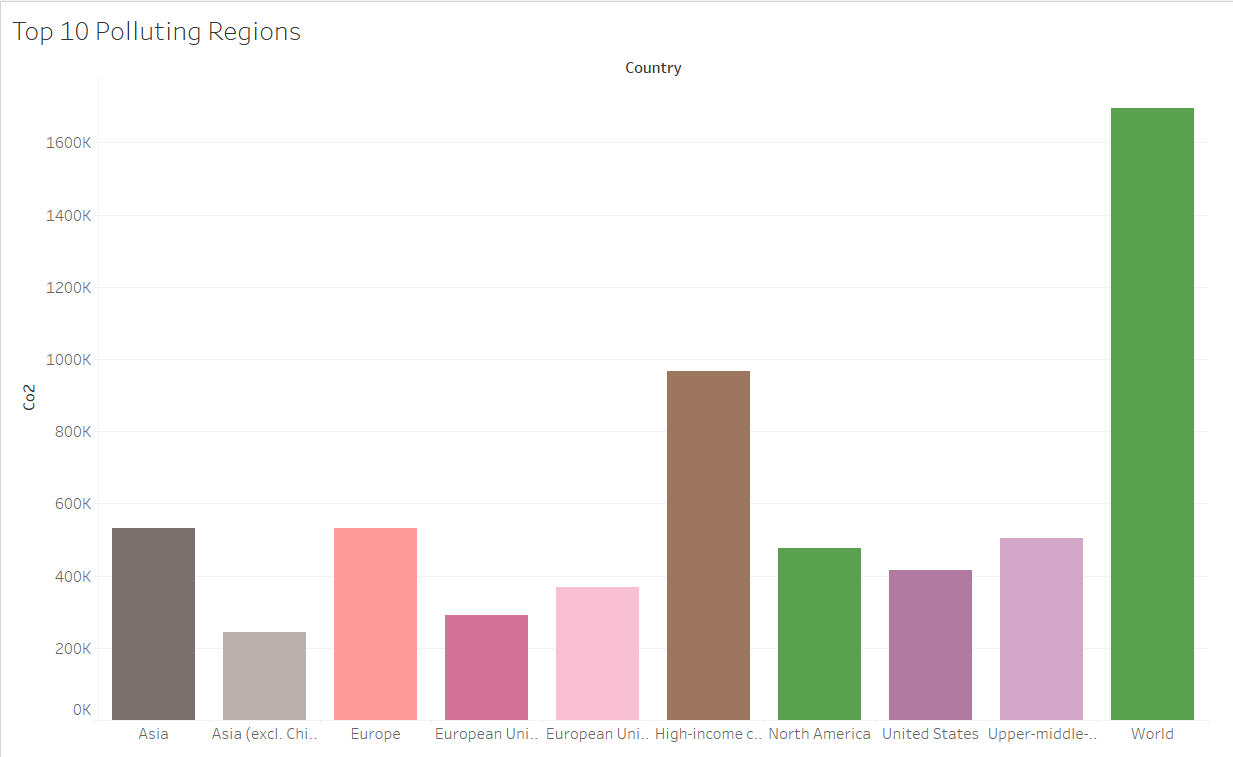 Top 10 Polluting Regions
Country
1600K
1400K
1200K
1000K
800K
600K
400K
200K
0K
Co2
Asia
Asia (excl. Chi..
Europe
European Uni..
European Uni..
High-income c..
North America
United States
Upper-middle-..
World